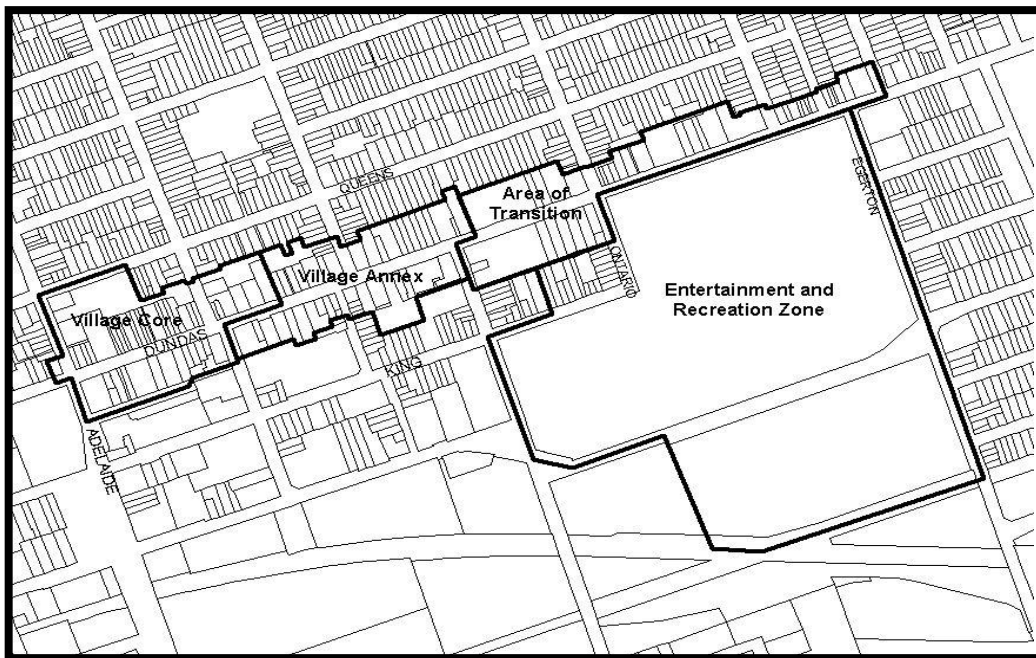 QUEENS
Area of
Transition
EGERTON
ONTARIO
Village Annex
Entertainment and
Recreation Zone
Village Core
DUNDAS
KING
ADELAIDE